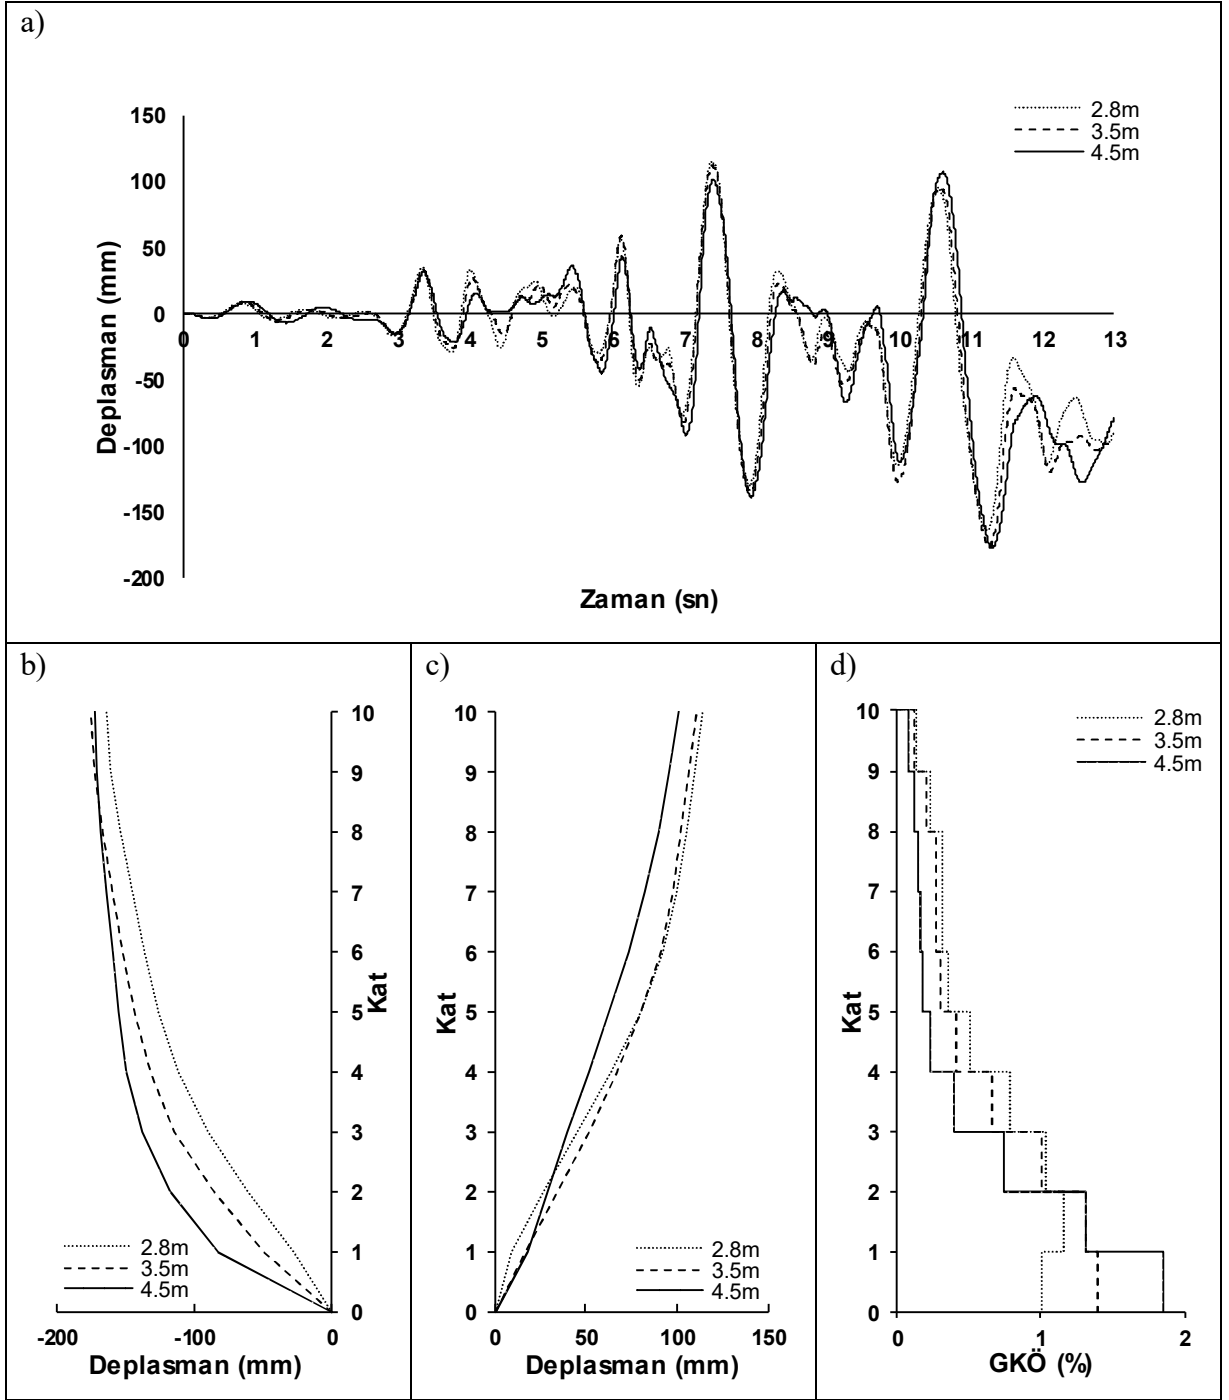 a)
2.8m
3.5m
4.5m
150
100
50
0
-50
-100
-150
-200
Deplasman (mm)
0 1 2 3 4 5 6 7 8 9 10 11 12 13
Zaman (sn)
b)
10
9
8
7
6
5
4
3
2
1
0
Kat
2.8m
3.5m
4.5m
-200 -100 0
Deplasman (mm)
c)
10
9
8
7
6
5
4
3
2
1
0
Kat
2.8m
3.5m
4.5m
0 50 100 150
Deplasman (mm)
d)
2.8m
3.5m
4.5m
10
9
8
7
6
5
4
3
2
1
0
Kat
0 1 2
GKÖ (%)